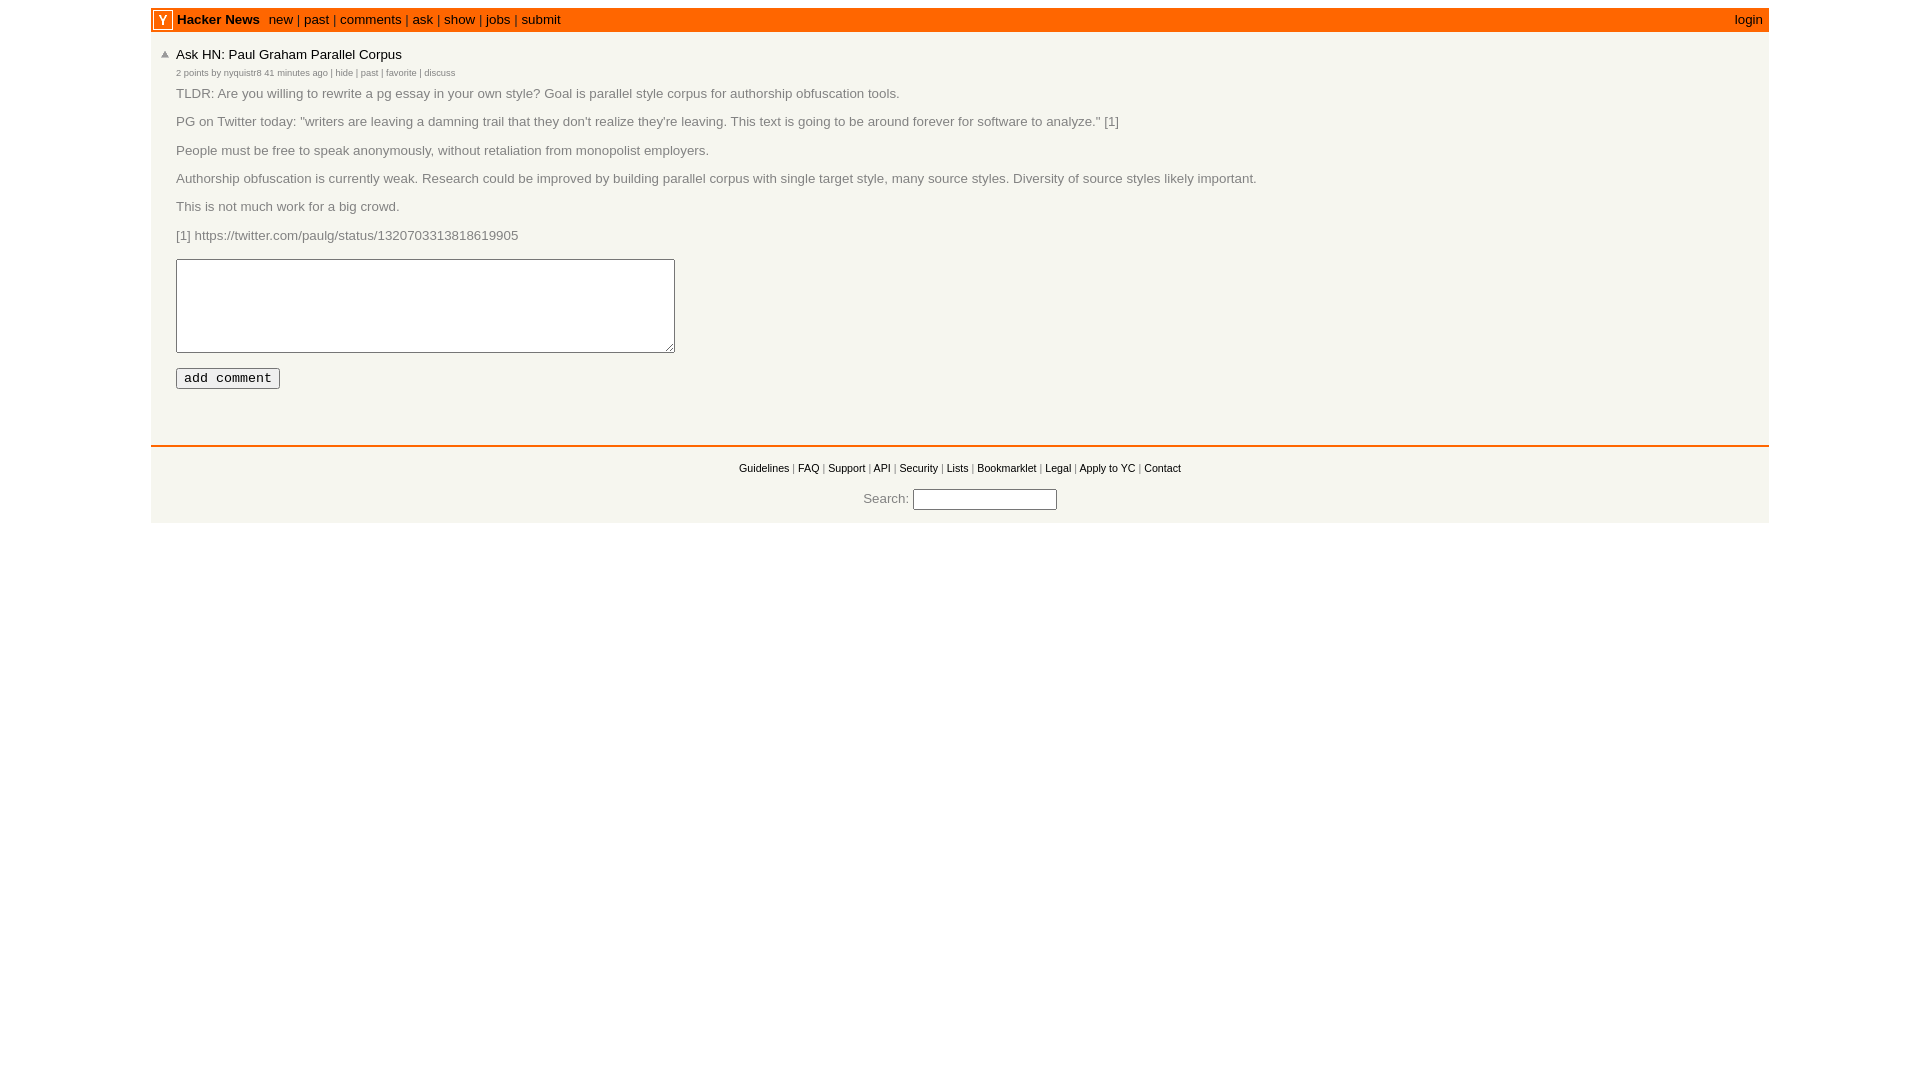 Y Hacker News new | past | comments | ask | show | jobs | submit login
Ask HN: Paul Graham Parallel Corpus
2 points by nyquistr8 41 minutes ago | hide | past | favorite | discuss
TLDR: Are you willing to rewrite a pg essay in your own style? Goal is parallel style corpus for authorship obfuscation tools.
PG on Twitter today: "writers are leaving a damning trail that they don't realize they're leaving. This text is going to be around forever for software to analyze." [1]
People must be free to speak anonymously, without retaliation from monopolist employers.
Authorship obfuscation is currently weak. Research could be improved by building parallel corpus with single target style, many source styles. Diversity of source styles likely important.
This is not much work for a big crowd.
[1] https://twitter.com/paulg/status/1320703313818619905
add comment
Guidelines | FAQ | Support | API | Security | Lists | Bookmarklet | Legal | Apply to YC | Contact
Search: